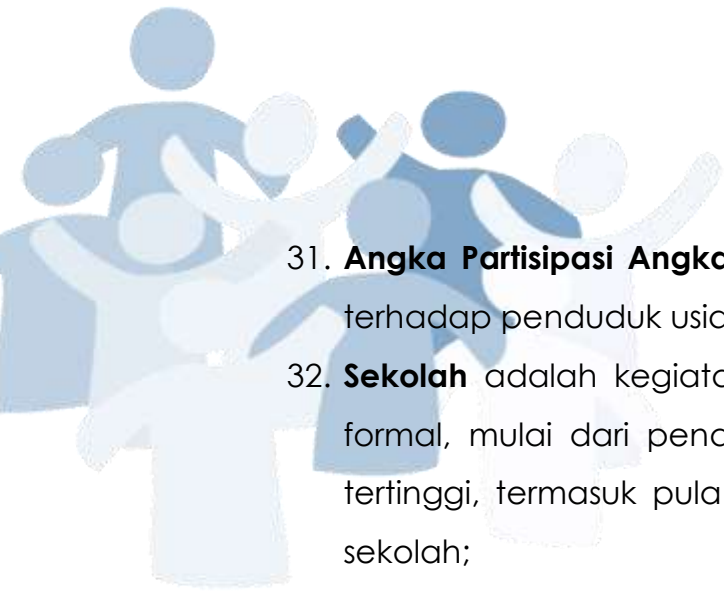 31. Angka Partisipasi Angka
terhadap penduduk usia
32. Sekolah adalah kegiata
formal, mulai dari pend
tertinggi, termasuk pula
sekolah;